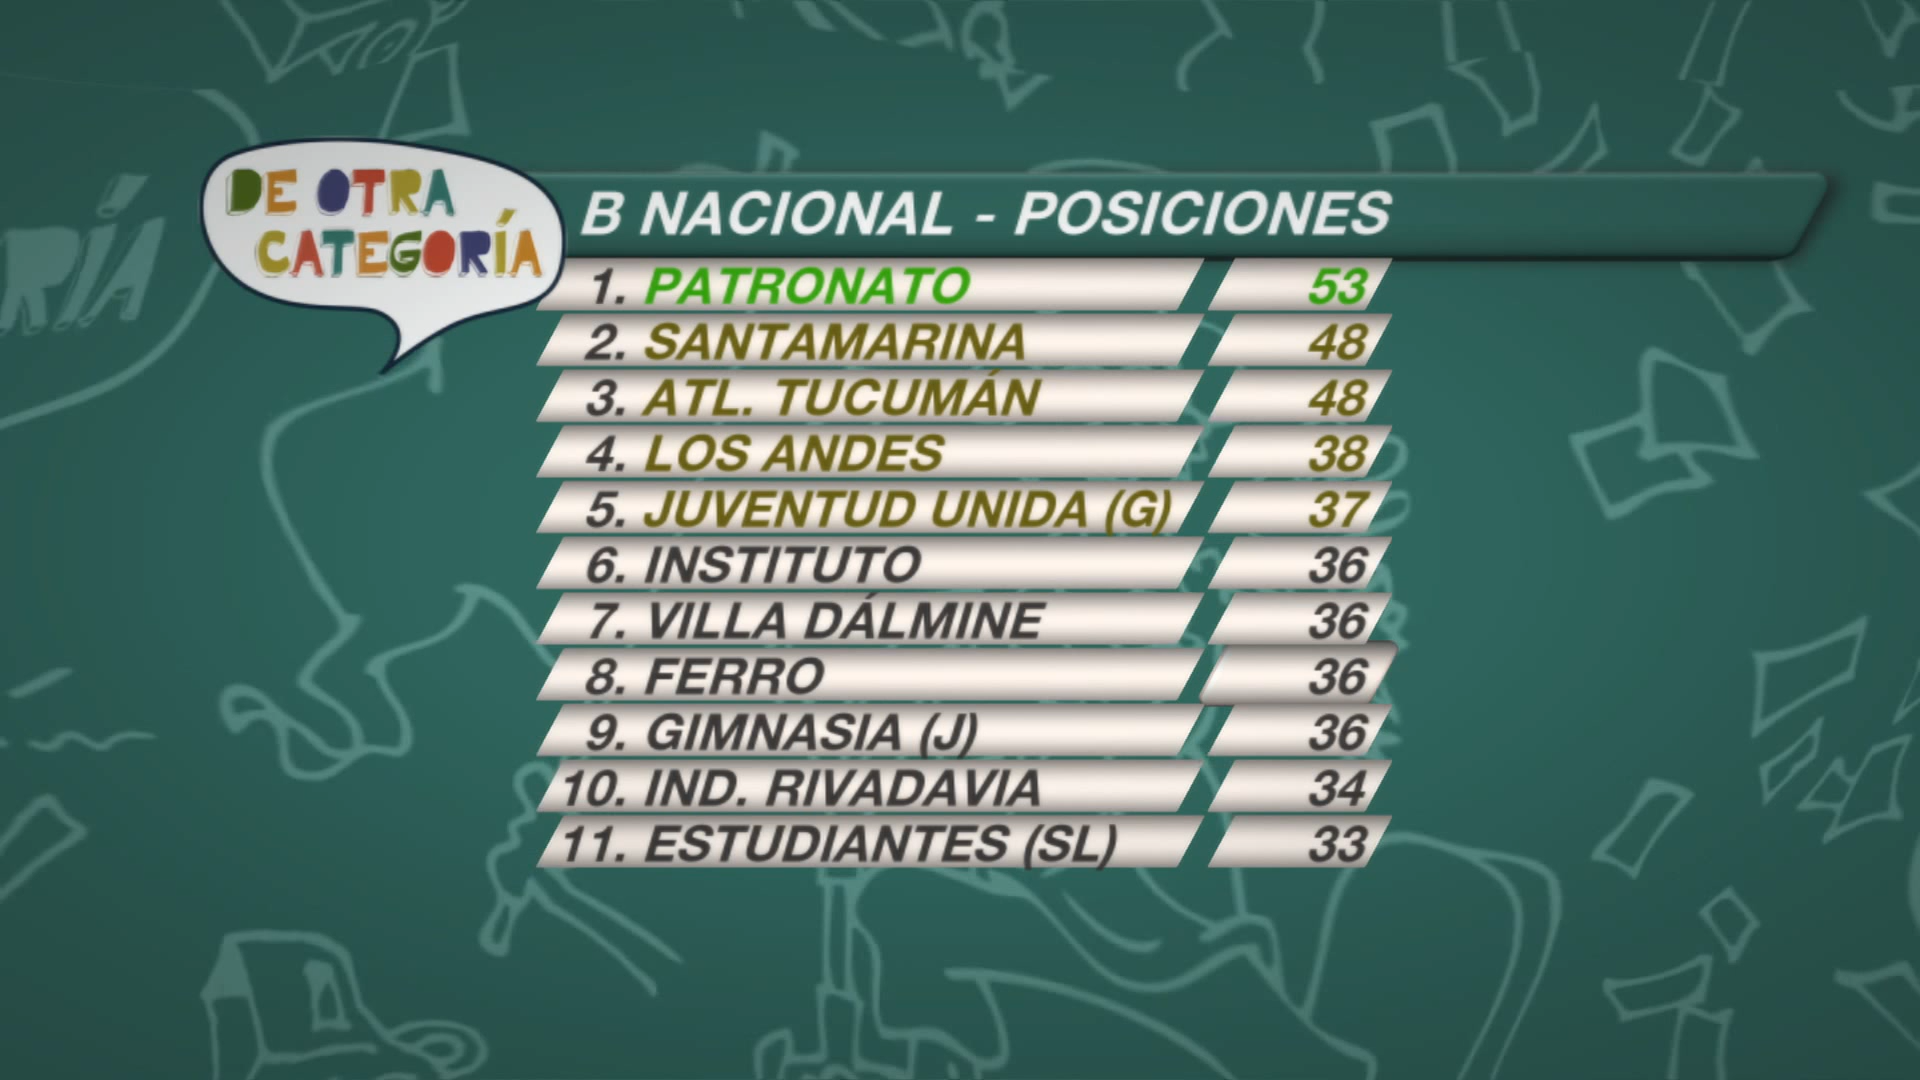 DE OTRA
CATEGORÍA
B NACIONAL - POSICIONES
1. PATRONATO 53
2. SANTAMARINA 48
3. ATL. TUCUMÁN 48
4. LOS ANDES 38
5. JUVENTUD UNIDA (G) 37
6. INSTITUTO 36
7. VILLA DÁLMINE 36
8. FERRO 36
9. GIMNASIA (J) 36
10. IND. RIVADAVIA 34
11. ESTUDIANTES (SL) 33